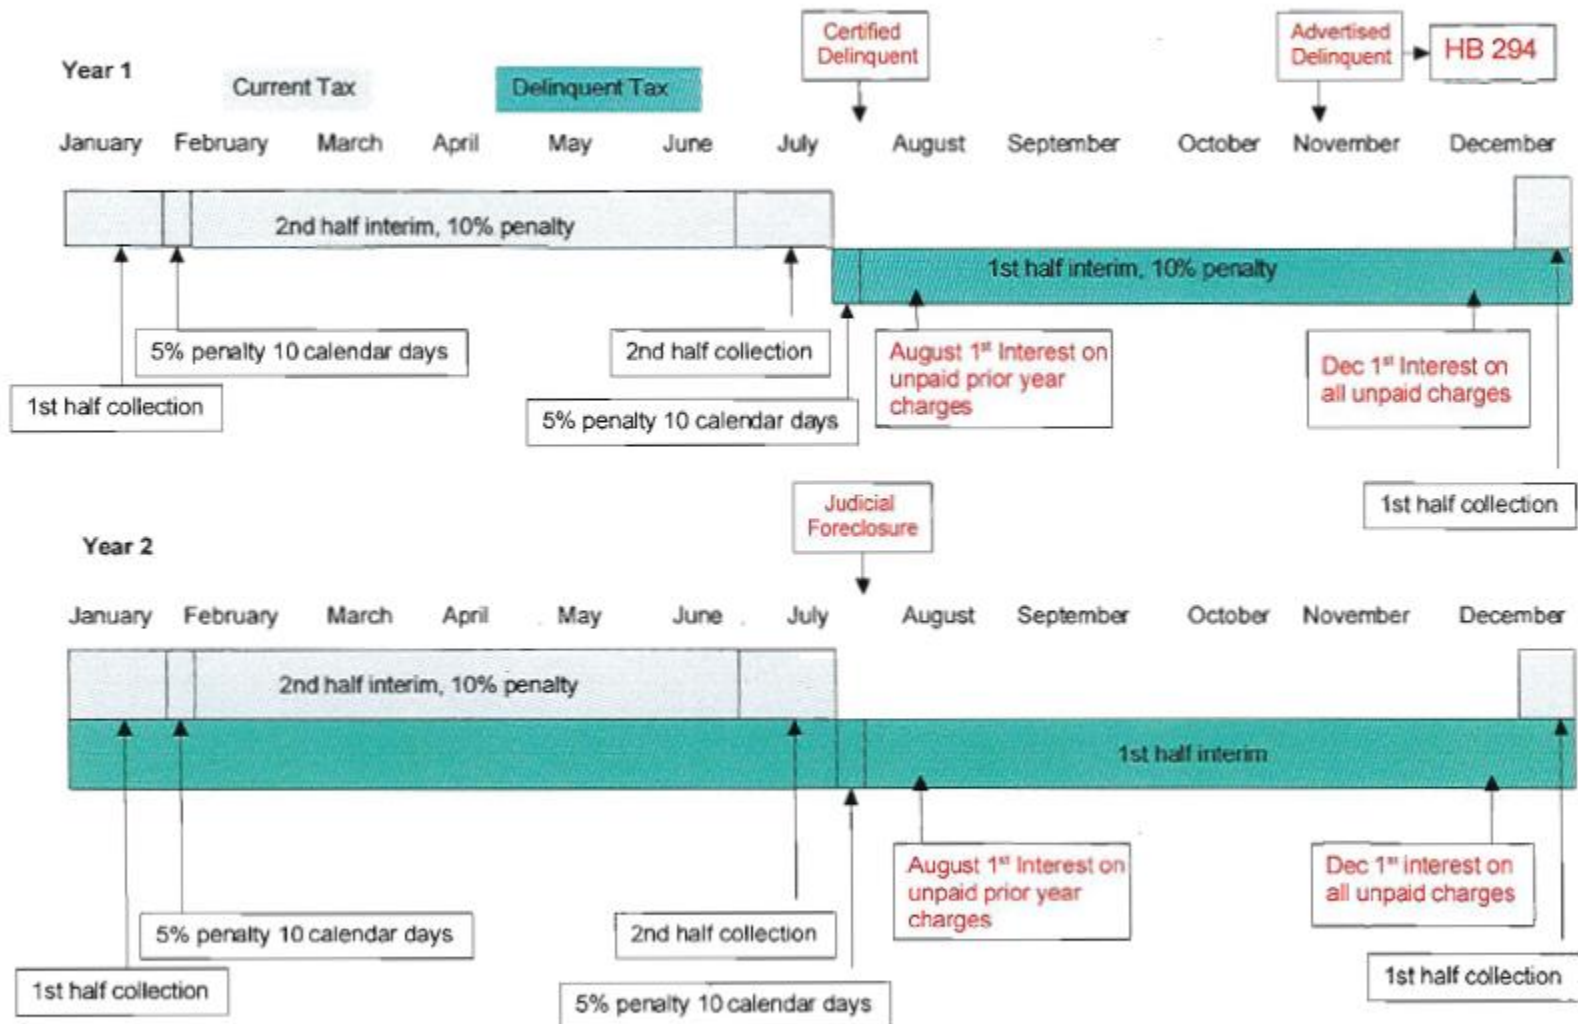 Certified
Delinquent
Advertised
Delinquent
HB 294
Year 1
Current Tax
Delinquent Tax
January February March April May June July August September October November December
2nd half interim, 10% penalty
1st half interim, 10% penalty
5% penalty 10 calendar days
2nd half collection
August 1st Interest on
unpaid prior year
charges
Dec 1st Interest on
all unpaid charges
1st half collection
5% penalty 10 calendar days
1st half collection
Judicial
Foreclosure
Year 2
January February March April May June July August September October November December
2nd half interim, 10% penalty
1st half interim
August 1st Interest on
unpaid prior year
charges
Dec 1st interest on
all unpaid charges
5% penalty 10 calendar days
2nd half collection
1st half collection
1st half collection
5% penalty 10 calendar days